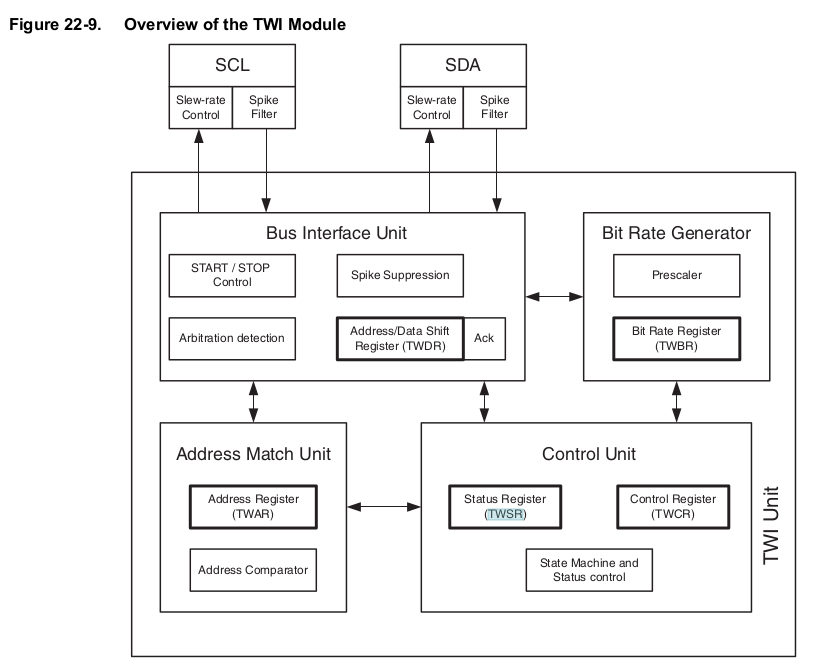 Figure 22-9. Overview of the TWI Module
SCL
Slew-rate
Control
Spike
Filter
SDA
Slew-rate
Control
Spike
Filter
Bus Interface Unit
START / STOP
Control
Spike Suppression
Arbitration detection
Address/Data Shift
Register (TWDR)
Ack
Bit Rate Generator
Prescaler
Bit Rate Register
(TWBR)
Address Match Unit
Address Register
(TWAR)
Address Comparator
Control Unit
Status Register
(TWSR)
Control Register
(TWCR)
State Machine and
Status control
TWI Unit